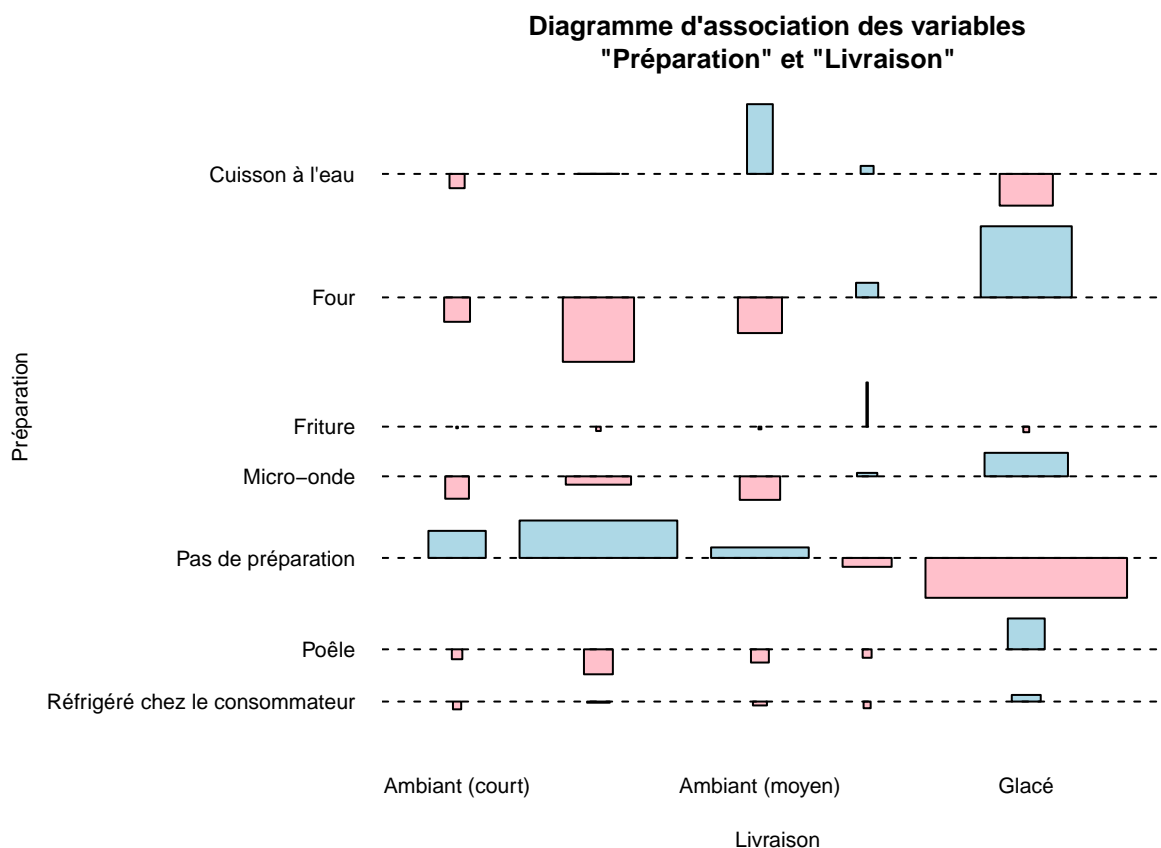 Diagramme d'association des variables
"Préparation" et "Livraison"
Cuisson à l'eau
Four
Friture
Micro−onde
Pas de préparation
Poêle
Réfrigéré chez le consommateur
Préparation
Ambiant (court)
Ambiant (moyen)
Glacé
Livraison